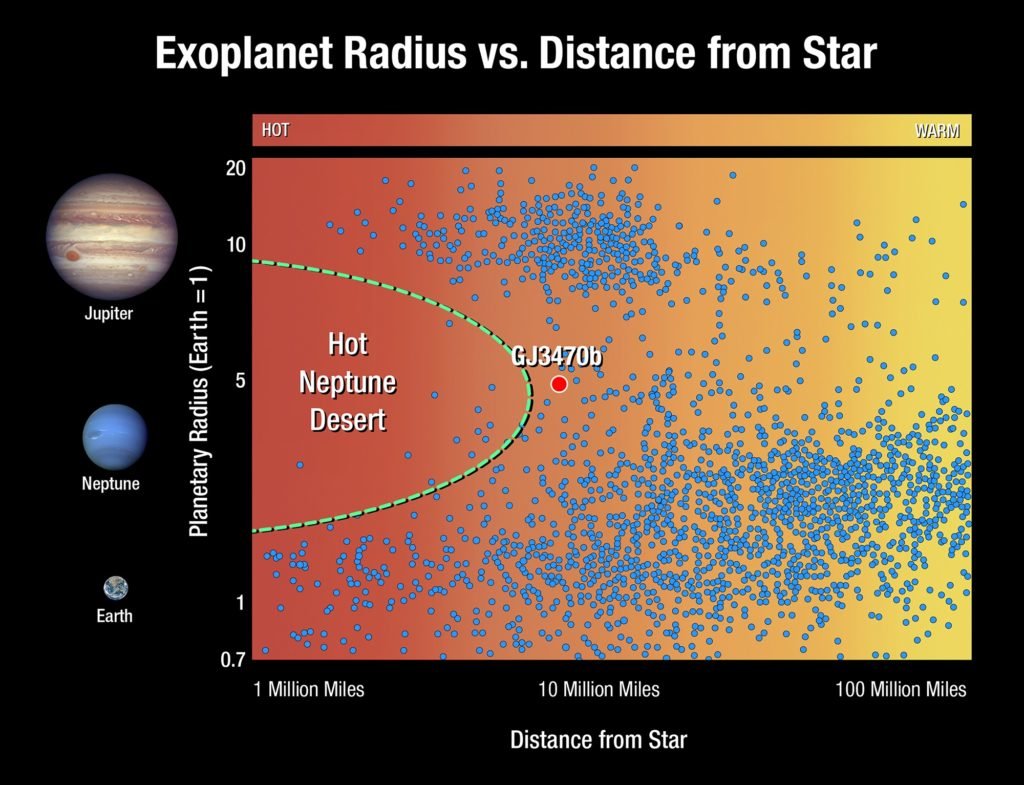 Exoplanet Radius vs. Distance from Star
HOT
WARM
20
10
5
1
0.7
Planetary Radius (Earth = 1)
Jupiter
Neptune
Earth
Hot
Neptune
Desert
GJ3470b
1 Million Miles
10 Million Miles
100 Million Miles
Distance from Star